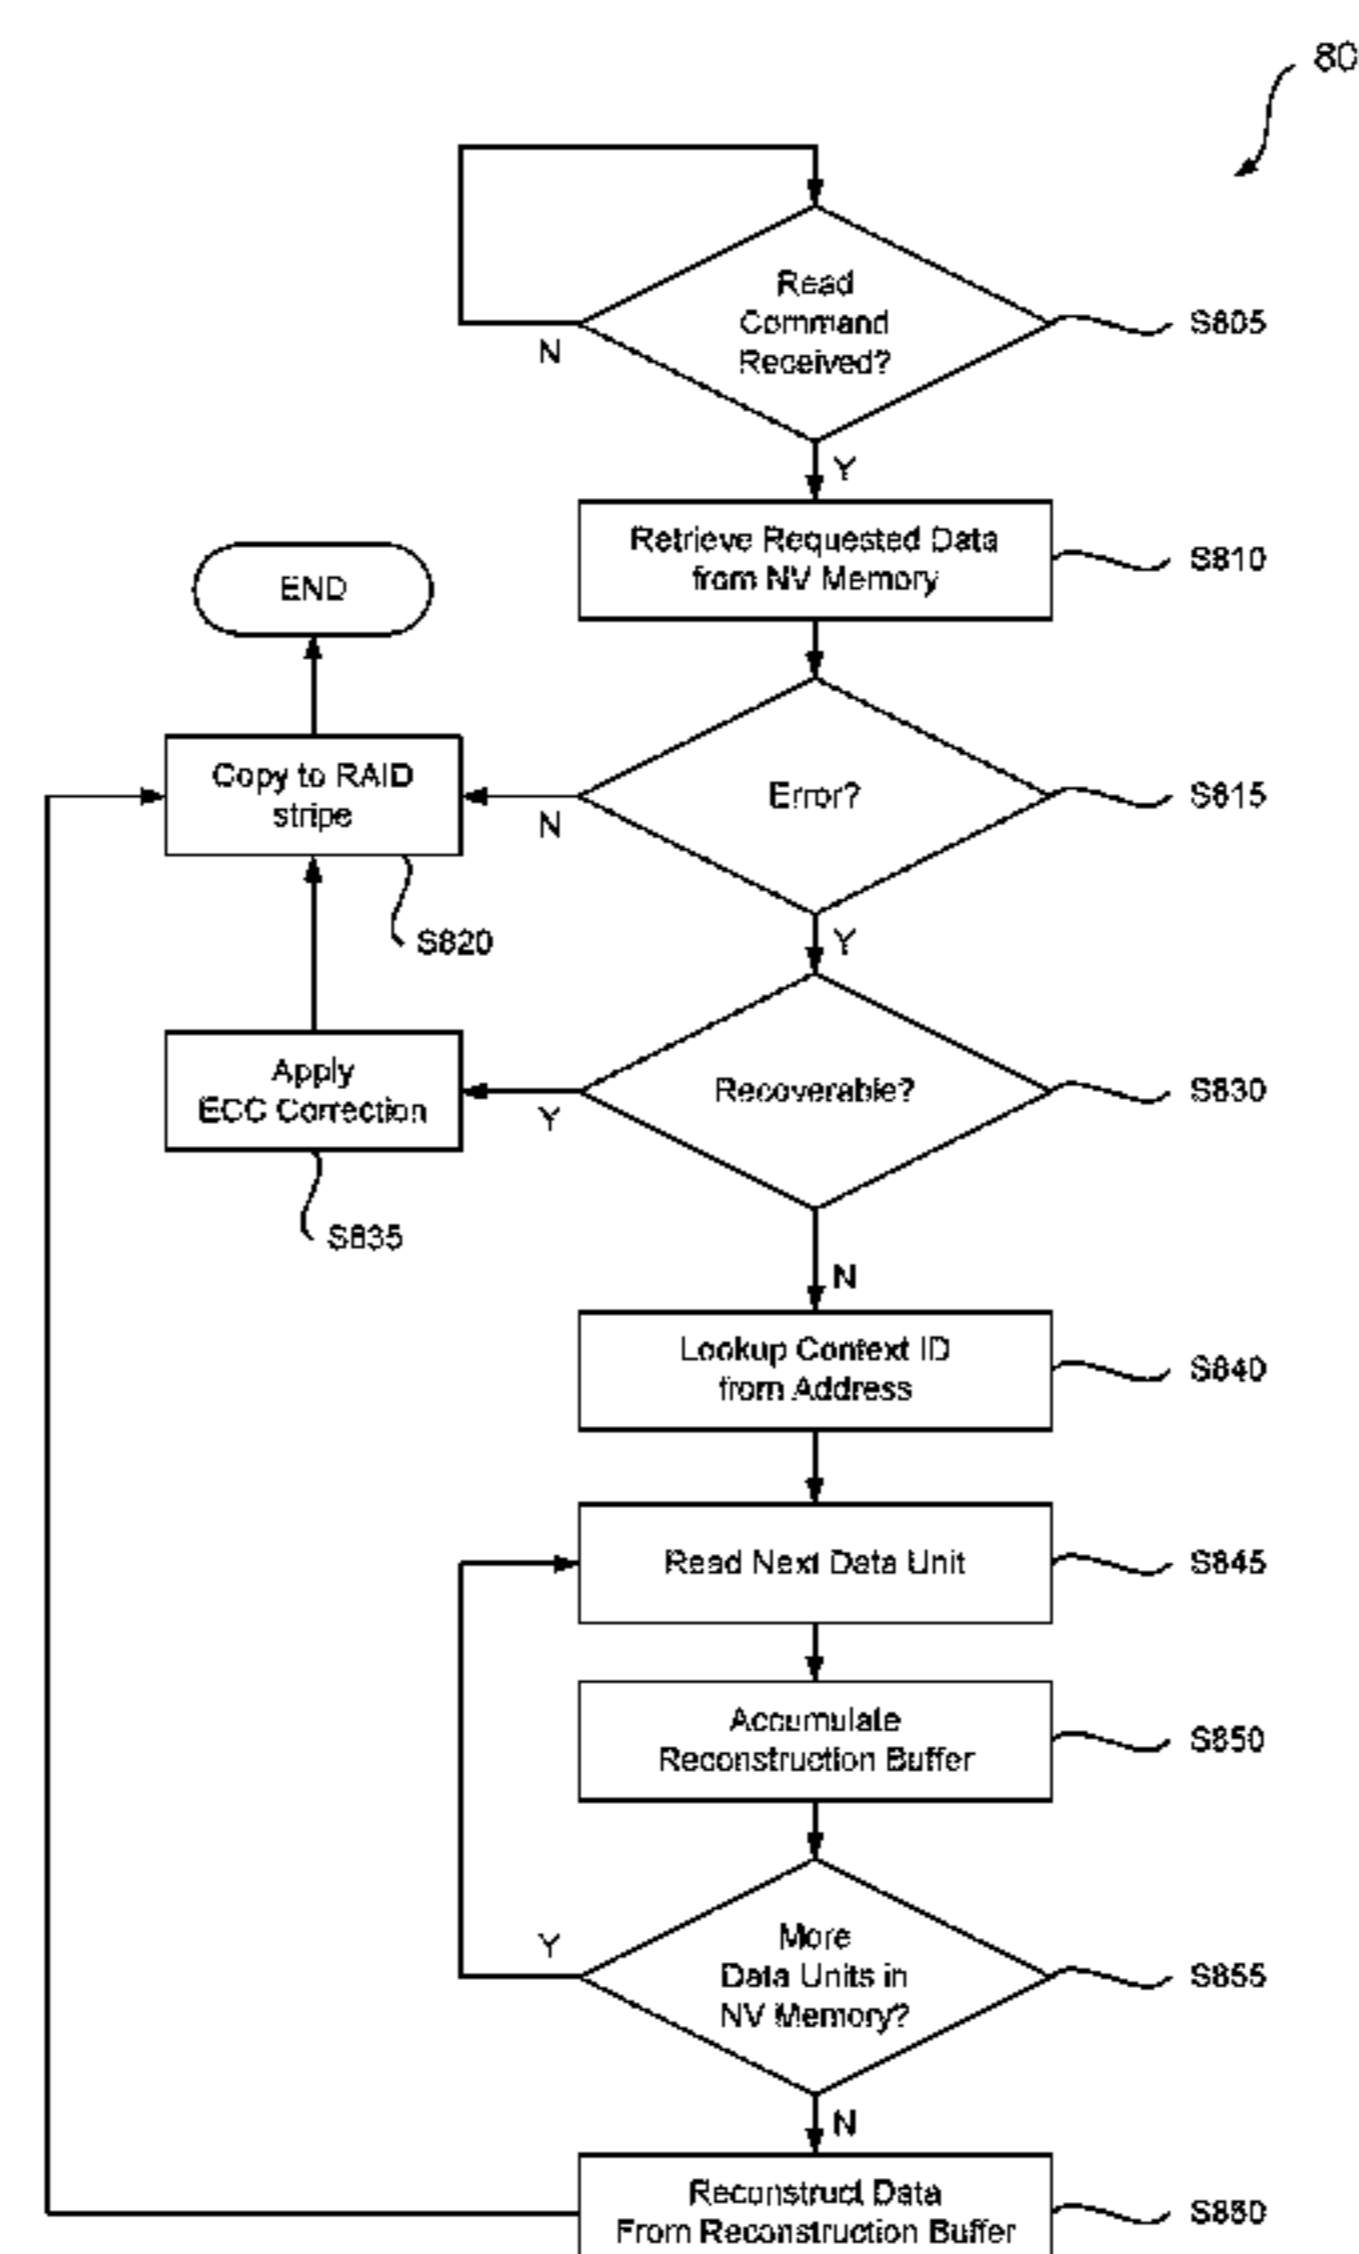 80
Read
Command
Received?
S805
N
Y
Retrieve Requested Data
from NV Memory
S810
END
Copy to RAID
stripe
Error?
S815
N
S820
Y
Apply
ECC Correction
Recoverable?
S830
Y
S835
N
Lookup Context ID
from Address
S840
Read Next Data Unit
S845
Accumulate
Reconstruction Buffer
S850
Y
More
Data Units in
NV Memory?
S855
N
Reconstruct Data
From Reconstruction Buffer
S860